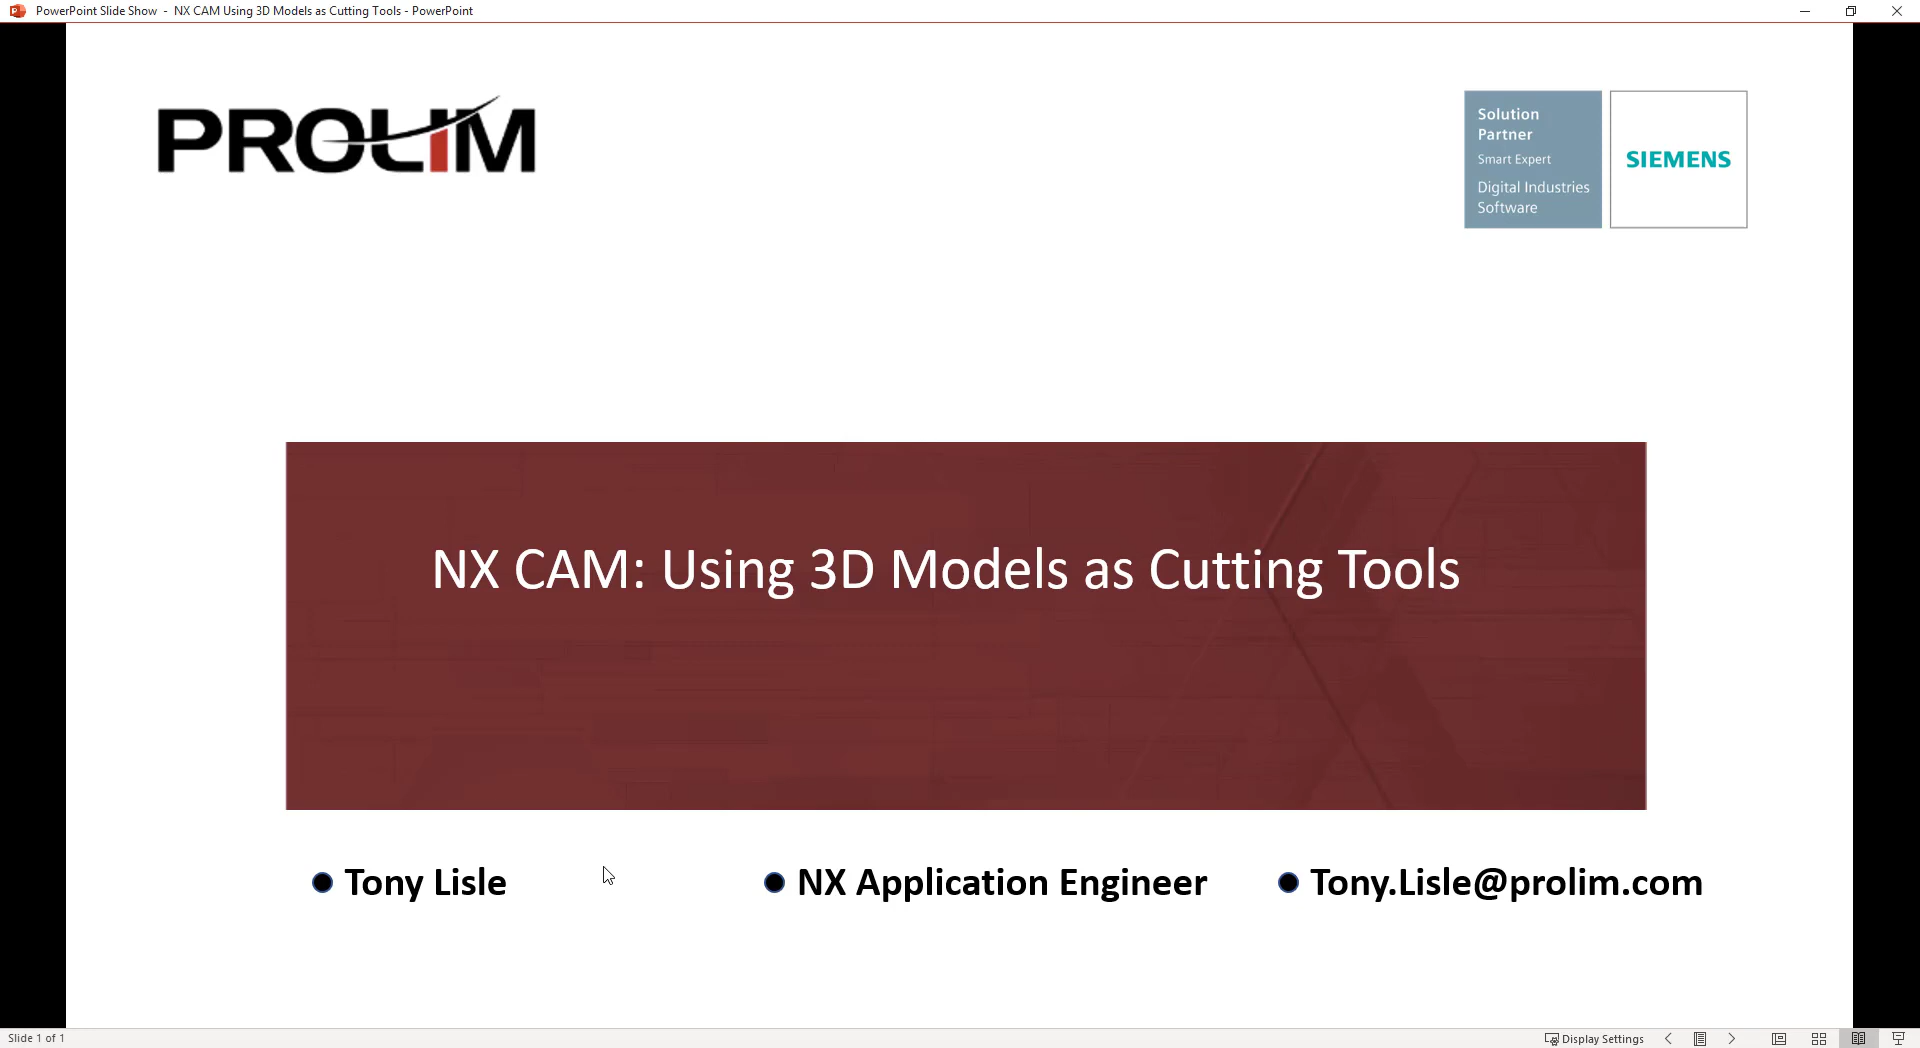 PowerPoint Slide Show - NX CAM Using 3D Models as Cutting Tools - PowerPoint
PROLIM
Solution
Partner
Smart Expert
Digital Industries
Software
SIEMENS
NX CAM: Using 3D Models as Cutting Tools
Tony Lisle
NX Application Engineer
Tony.Lisle@prolim.com
Slide 1 of 1
Display Settings